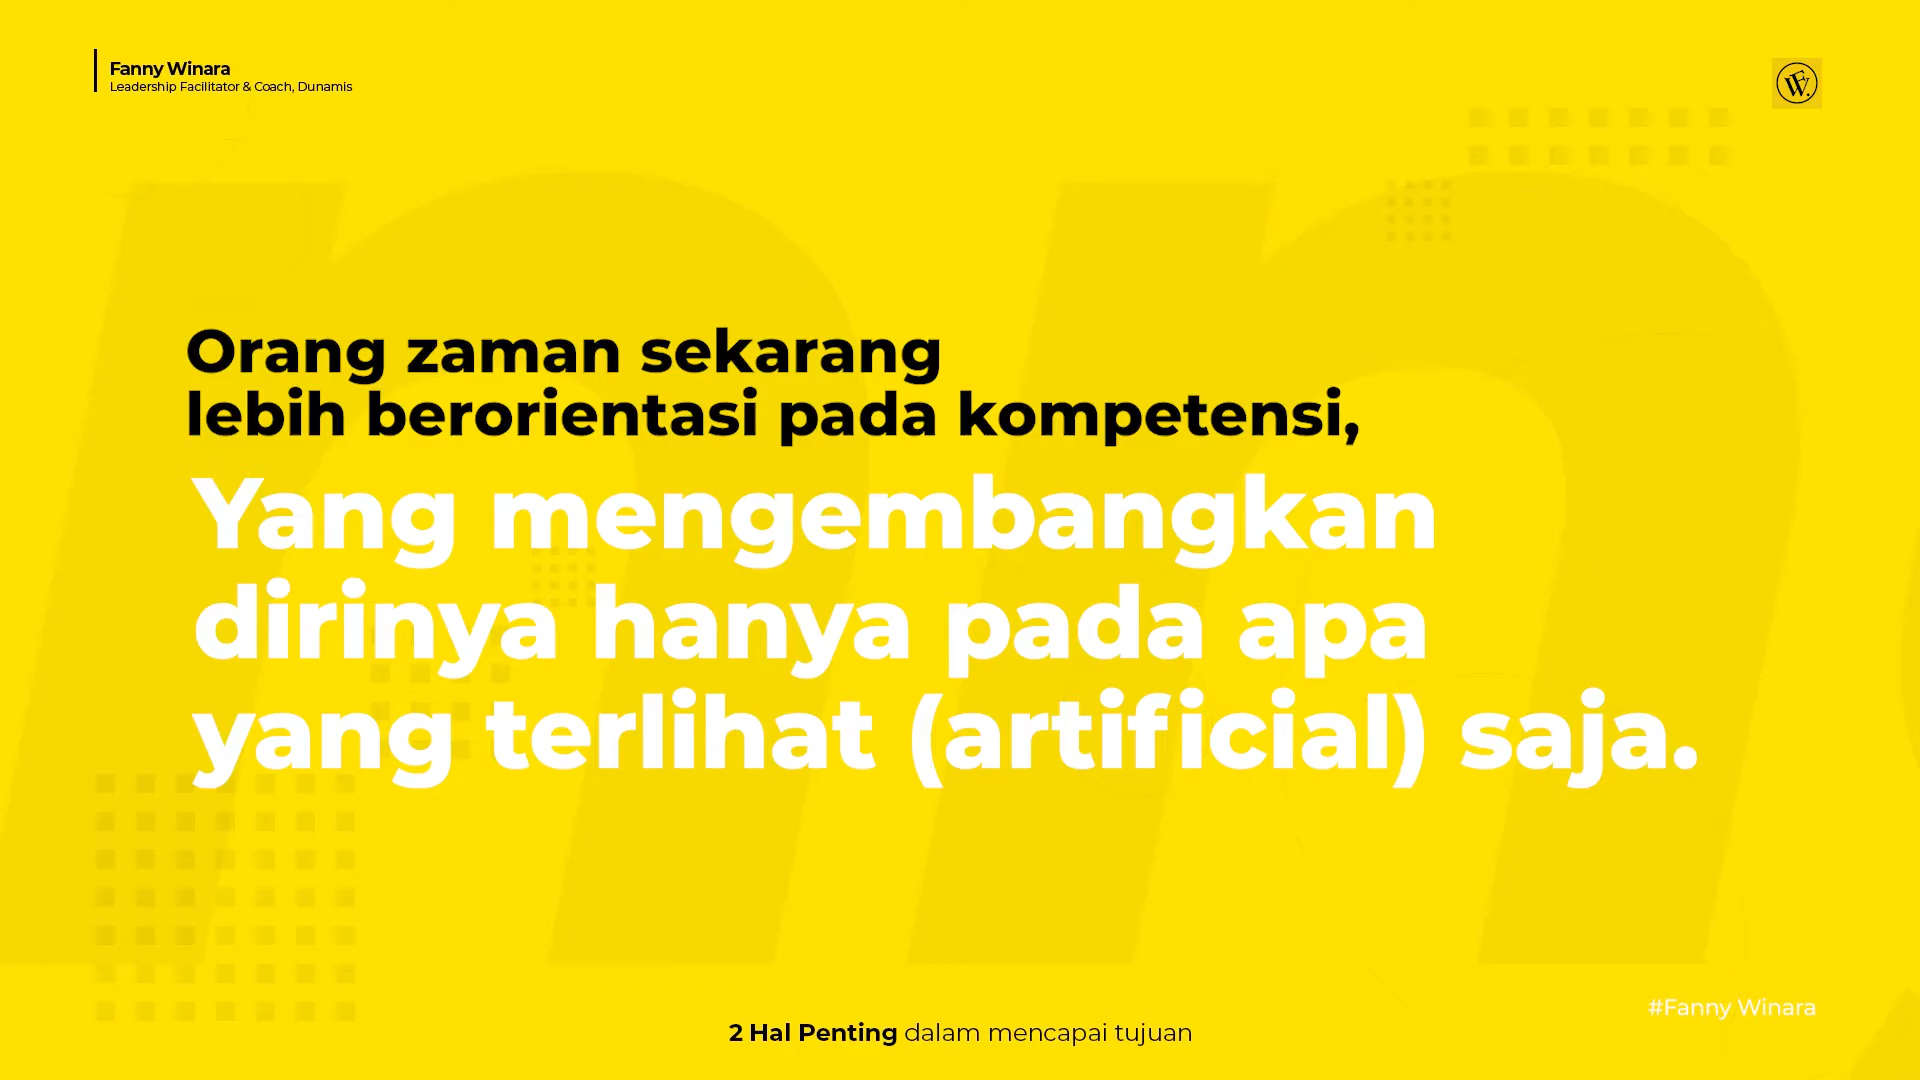 Fanny Winara
Leadership Facilitator & Coach, Dunamis
Orang zaman sekarang
lebih berorientasi pada kompetensi,
Yang mengembangkan
dirinya hanya pada apa
yang terlihat (artificial) saja.
#Fanny Winara
2 Hal Penting dalam mencapai tujuan